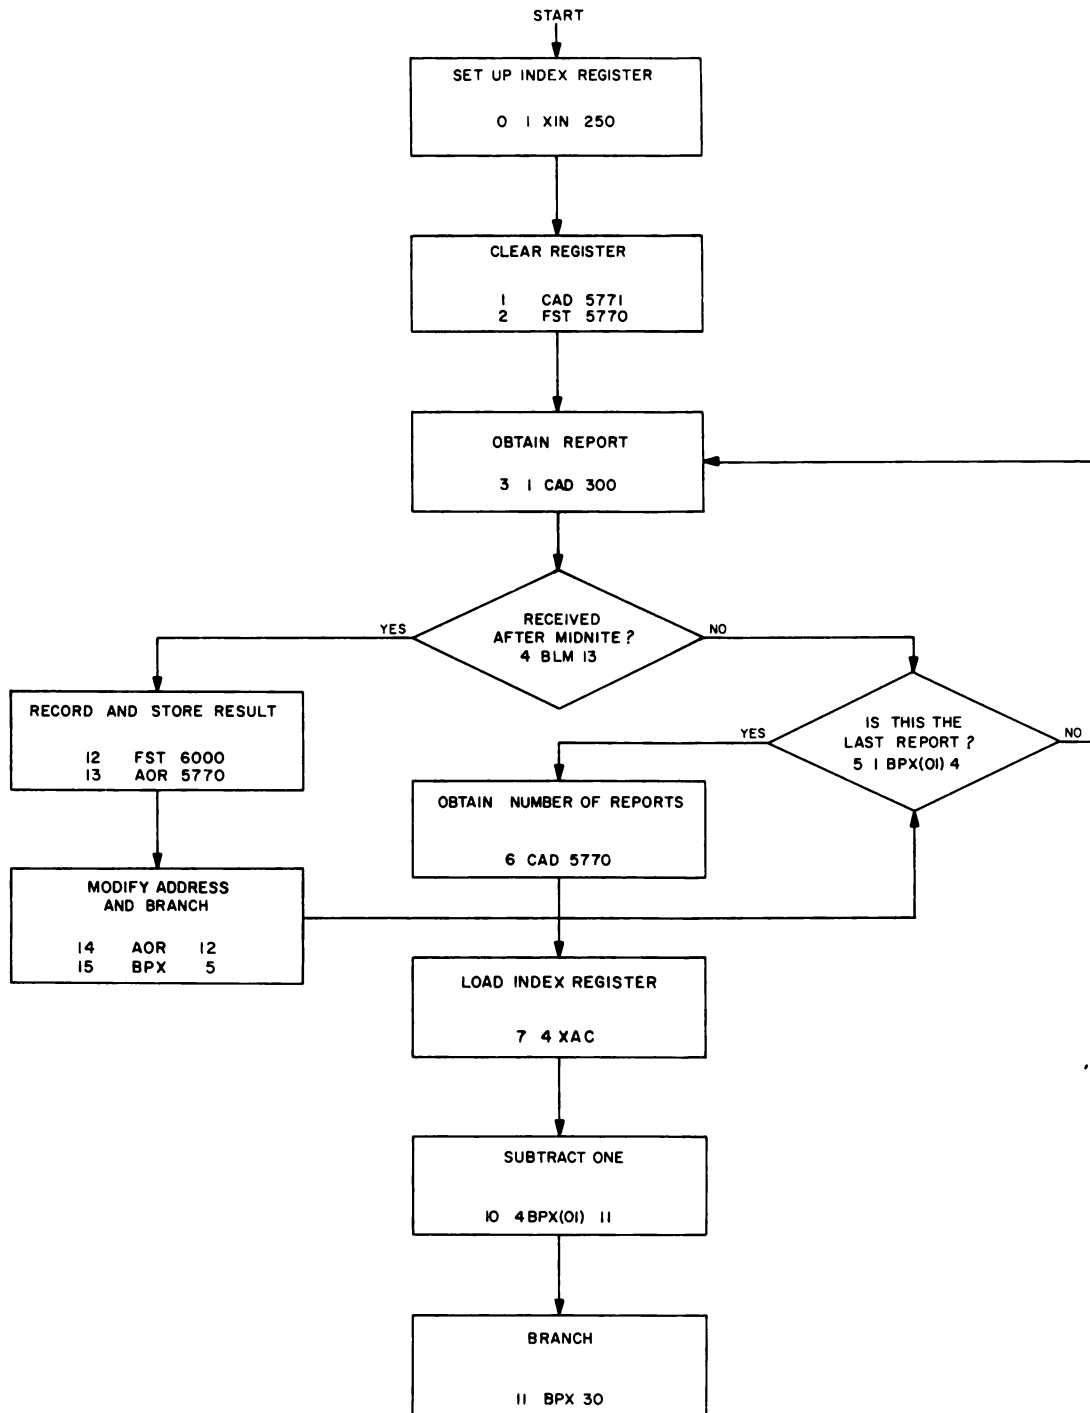 START
SET UP INDEX REGISTER
0 1 XIN 250
CLEAR REGISTER
1 CAD 5771
2 FST 5770
OBTAIN REPORT
3 1 CAD 300
RECEIVED
AFTER MIDNITE?
4 BLM 13
YES
NO
RECORD AND STORE RESULT
12 FST 6000
13 AOR 5770
IS THIS THE
LAST REPORT?
5 1 BPX(01) 4
YES
NO
OBTAIN NUMBER OF REPORTS
6 CAD 5770
MODIFY ADDRESS
AND BRANCH
14 AOR 12
15 BPX 5
LOAD INDEX REGISTER
7 4 XAC
SUBTRACT ONE
10 4BPX(01) 11
BRANCH
11 BPX 30